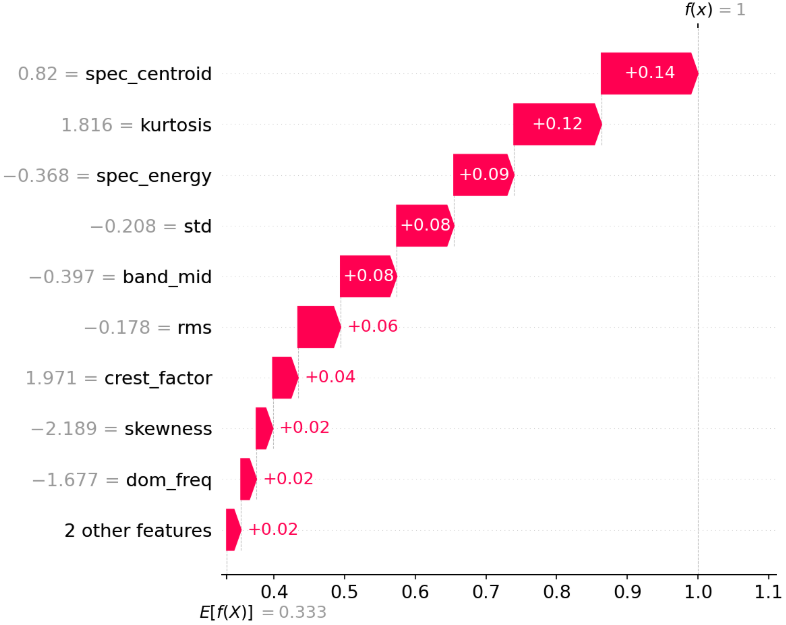 f(x) = 1
0.82 = spec_centroid +0.14
1.816 = kurtosis +0.12
−0.368 = spec_energy +0.09
−0.208 = std +0.08
−0.397 = band_mid +0.08
−0.178 = rms +0.06
1.971 = crest_factor +0.04
−2.189 = skewness +0.02
−1.677 = dom_freq +0.02
2 other features +0.02
0.4 0.5 0.6 0.7 0.8 0.9 1.0 1.1
E[f(X)] = 0.333